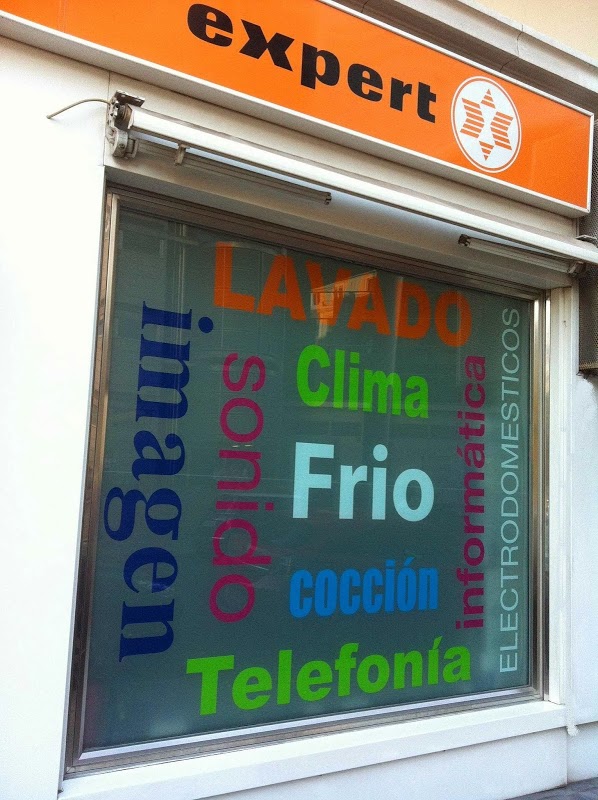 expert
LAVADO
imagen
sonido
Clima
Frio
cocción
Telefonía
informática
ELECTRODOMESTICOS